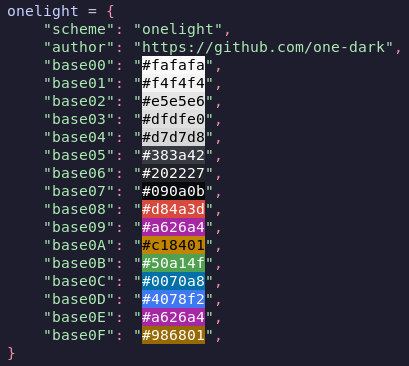 onelight = {
    "scheme": "onelight",
    "author": "https://github.com/one-dark",
    "base00": "#fafafa",
    "base01": "#f4f4f4",
    "base02": "#e5e5e6",
    "base03": "#dfdfe0",
    "base04": "#d7d7d8",
    "base05": "#383a42",
    "base06": "#202227",
    "base07": "#090a0b",
    "base08": "#d84a3d",
    "base09": "#a626a4",
    "base0A": "#c18401",
    "base0B": "#50a14f",
    "base0C": "#0070a8",
    "base0D": "#4078f2",
    "base0E": "#a626a4",
    "base0F": "#986801",
}